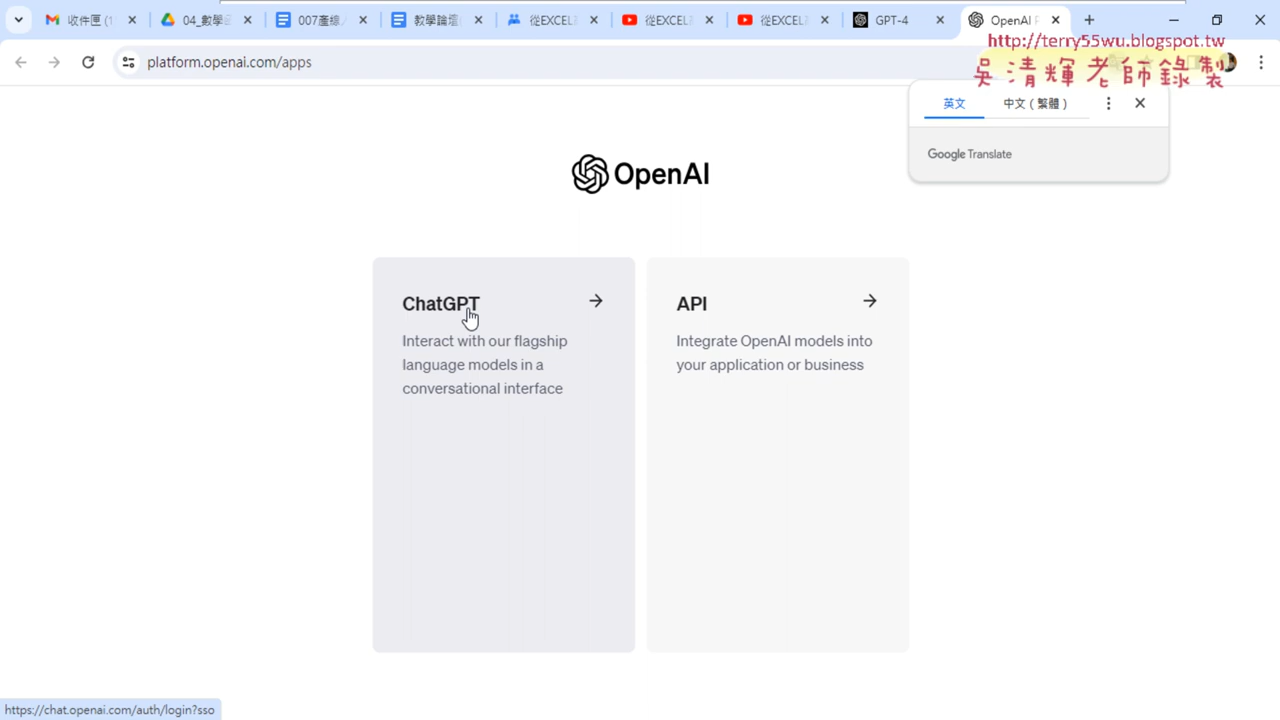 收件匣 (1
04_數學
007產線
教學論壇
從EXCEL
從EXCEL
從EXCEL
GPT-4
OpenAI P
http://terry55wu.blogspot.tw
platform.openai.com/apps
吳清輝老師錄製
英文
中文（繁體）
Google Translate
OpenAI
ChatGPT
Interact with our flagship
language models in a
conversational interface
API
Integrate OpenAI models into
your application or business
https://chat.openai.com/auth/login?sso